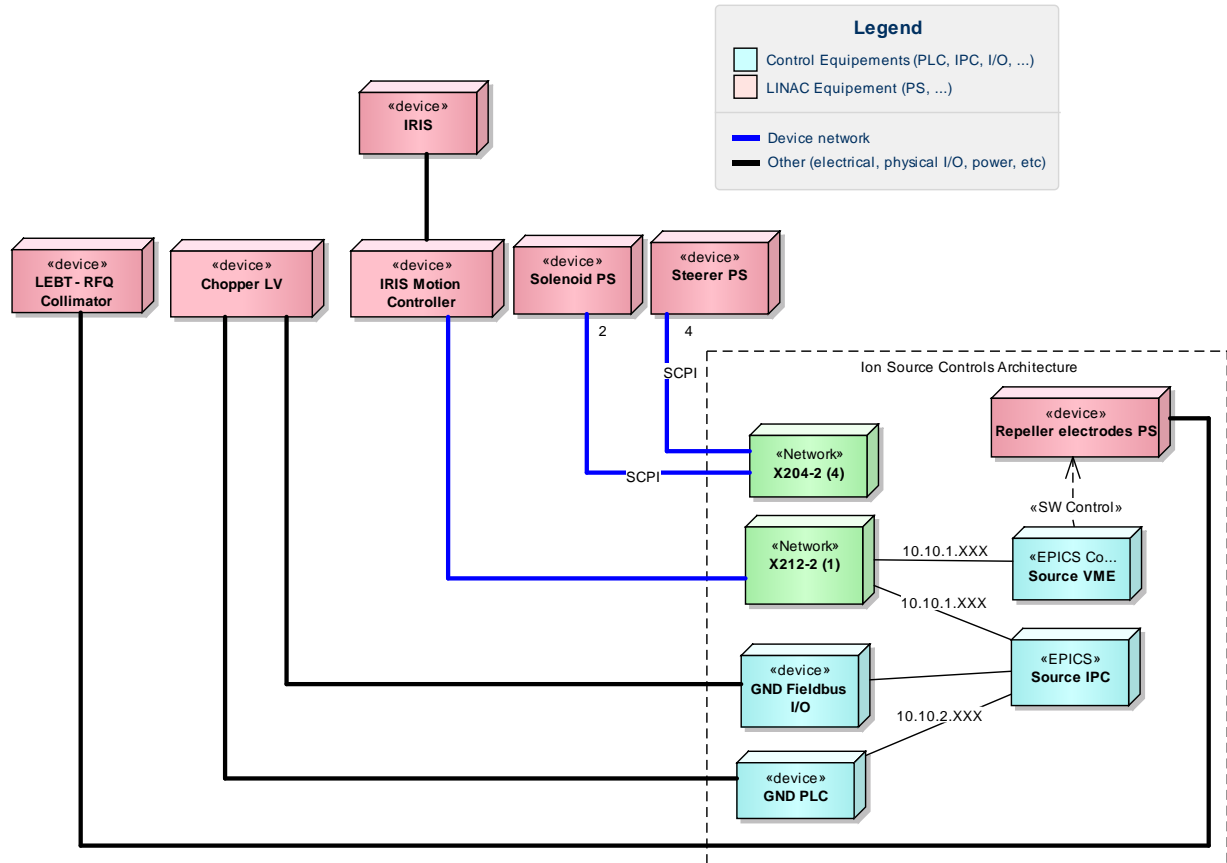 Legend
Control Equipements (PLC, IPC, I/O, ...)
LINAC Equipement (PS, ...)
Device network
Other (electrical, physical I/O, power, etc)
«device»
IRIS
«device»
LEBT - RFQ
Collimator
«device»
Chopper LV
«device»
IRIS Motion
Controller
«device»
Solenoid PS
«device»
Steerer PS
2
4
SCPI
SCPI
Ion Source Controls Architecture
«device»
Repeller electrodes PS
«Network»
X204-2 (4)
«SW Control»
«Network»
X212-2 (1)
10.10.1.XXX
«EPICS Co...
Source VME
10.10.1.XXX
«EPICS»
Source IPC
«device»
GND Fieldbus
I/O
10.10.2.XXX
«device»
GND PLC